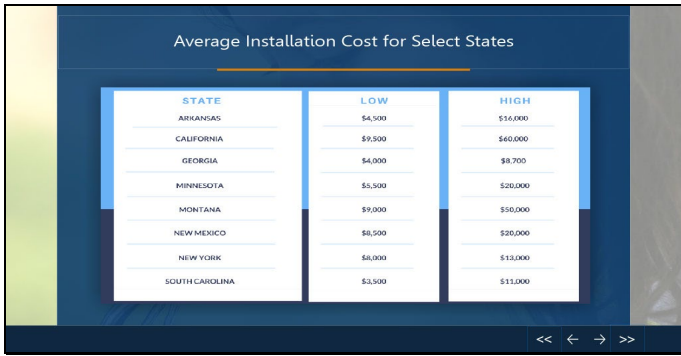 Average Installation Cost for Select States
STATE LOW HIGH
ARKANSAS $4,500 $16,000
CALIFORNIA $9,500 $60,000
GEORGIA $4,000 $8,700
MINNESOTA $5,500 $20,000
MONTANA $9,000 $50,000
NEW MEXICO $8,500 $20,000
NEW YORK $8,000 $13,000
SOUTH CAROLINA $3,500 $11,000
<< ← → >>